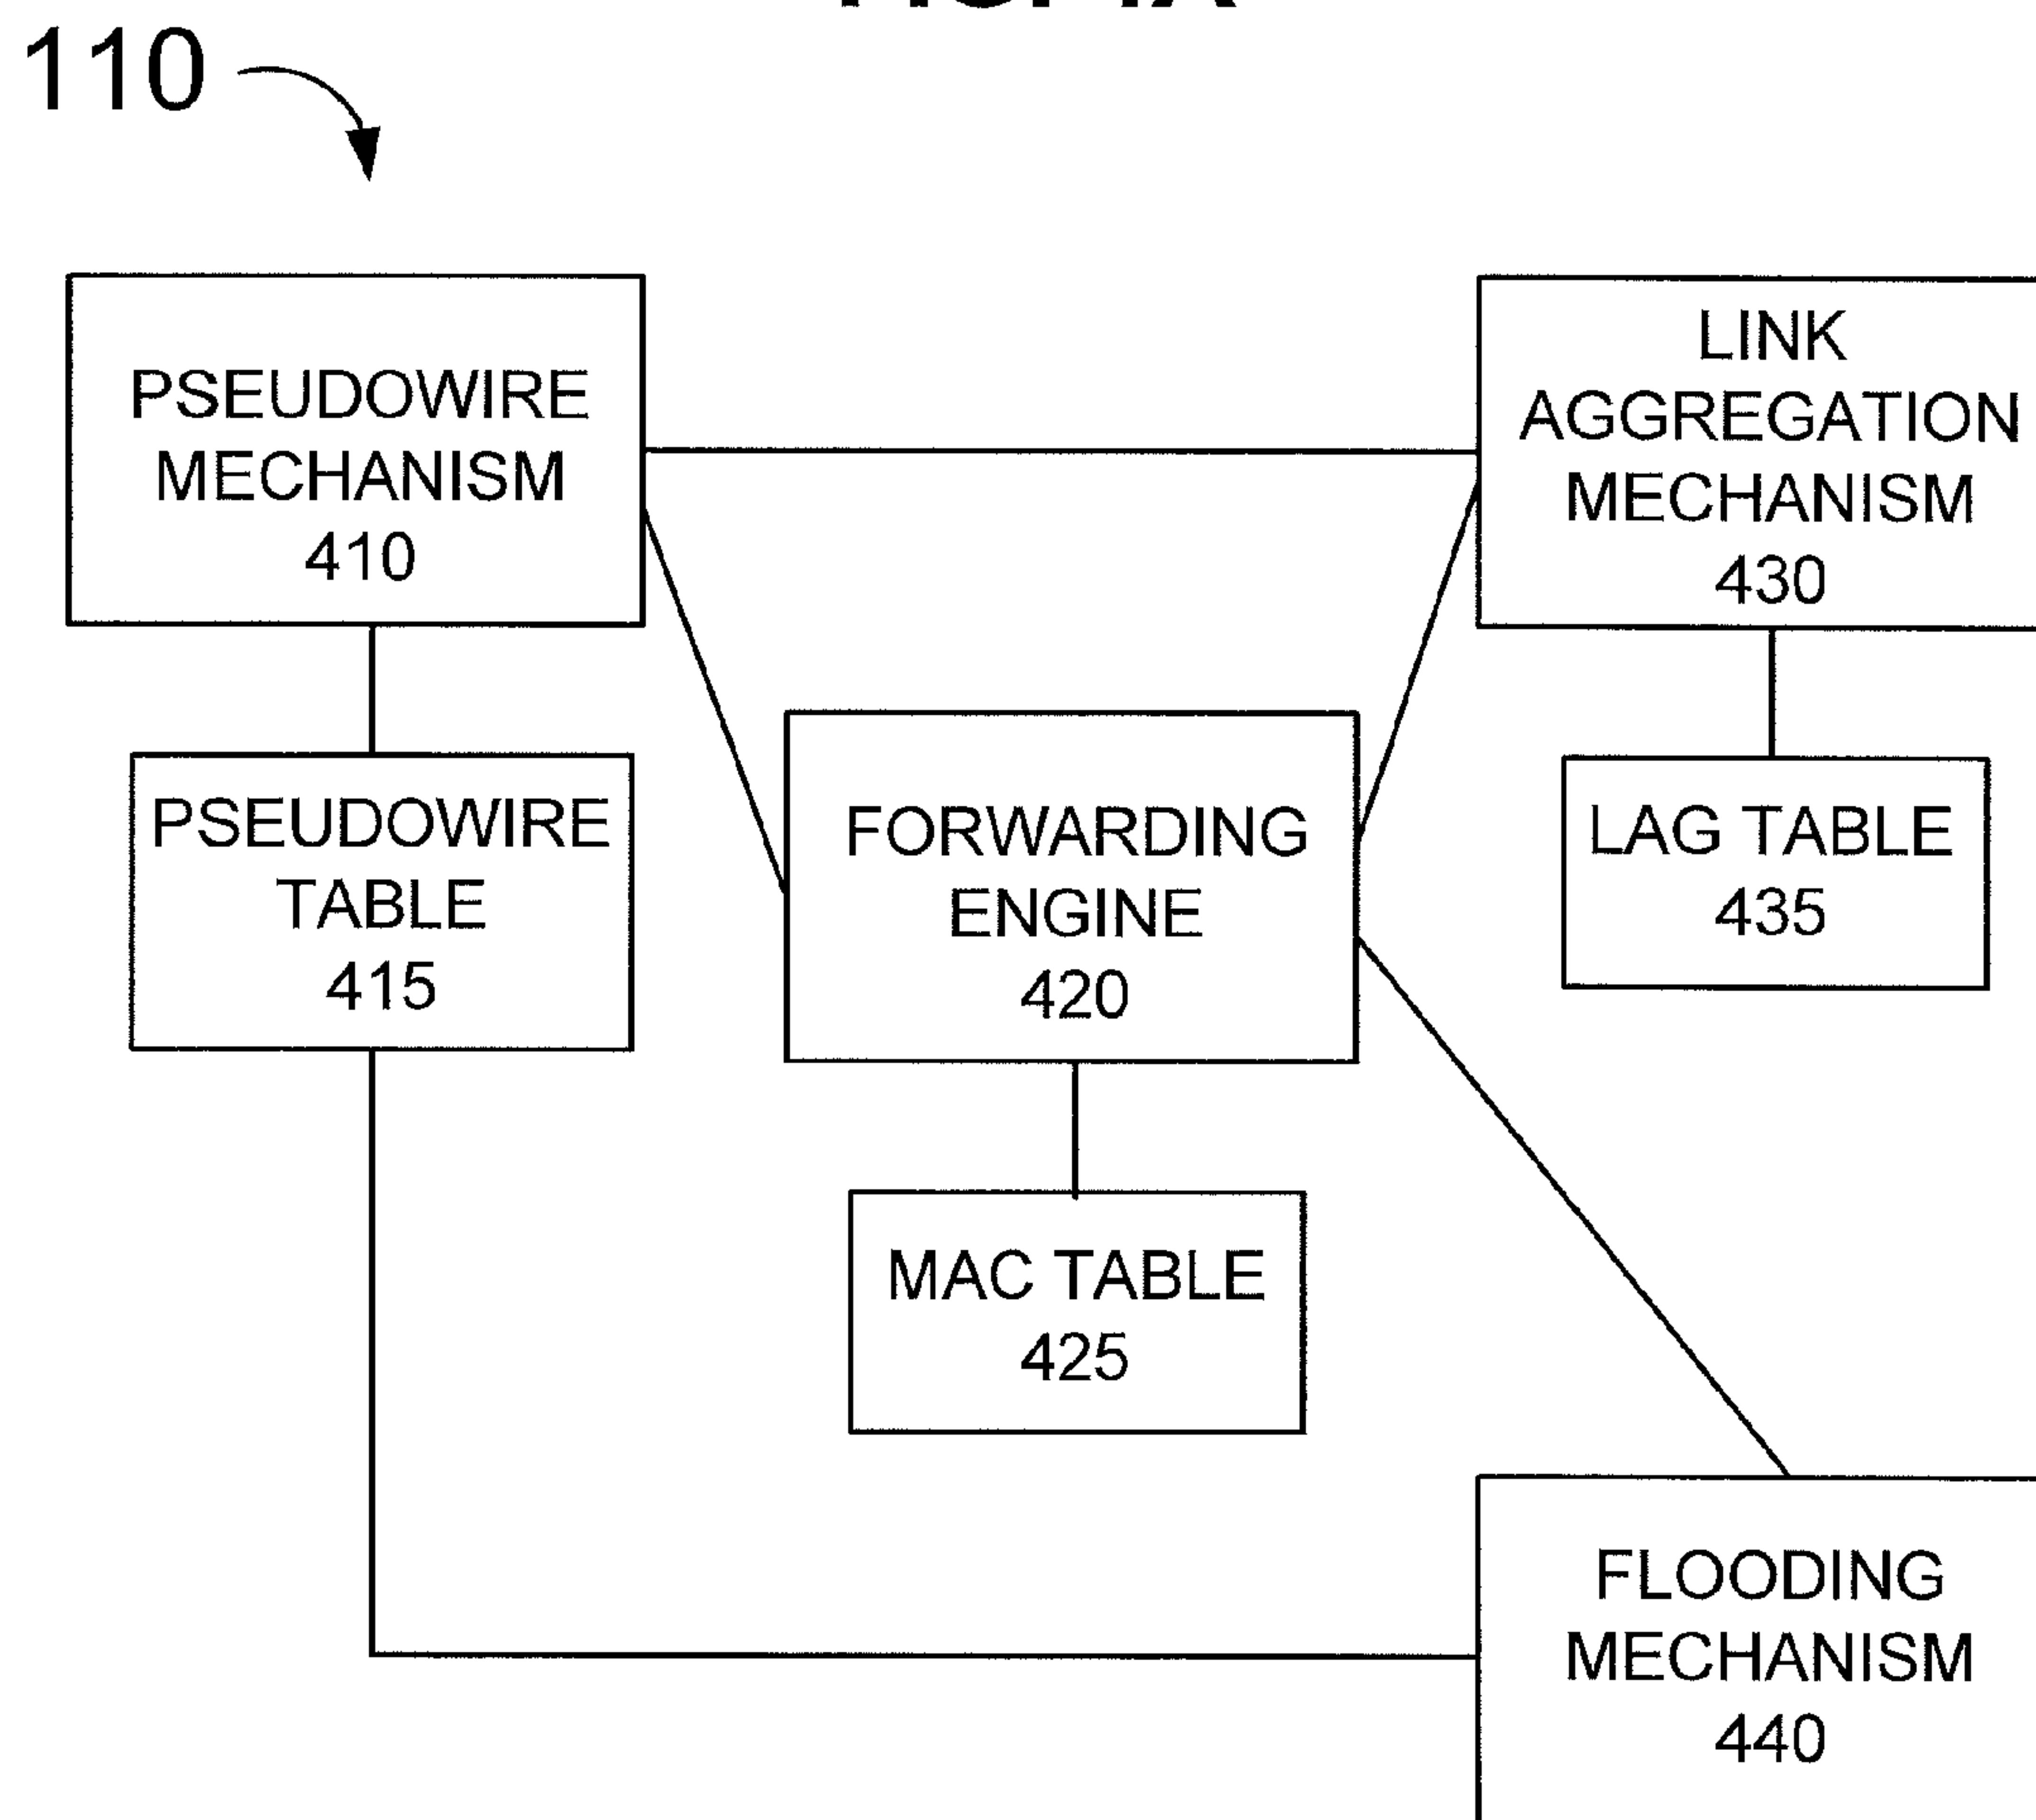 110
PSEUDOWIRE
MECHANISM
410
LINK
AGGREGATION
MECHANISM
430
PSEUDOWIRE
TABLE
415
FORWARDING
ENGINE
420
LAG TABLE
435
MAC TABLE
425
FLOODING
MECHANISM
440